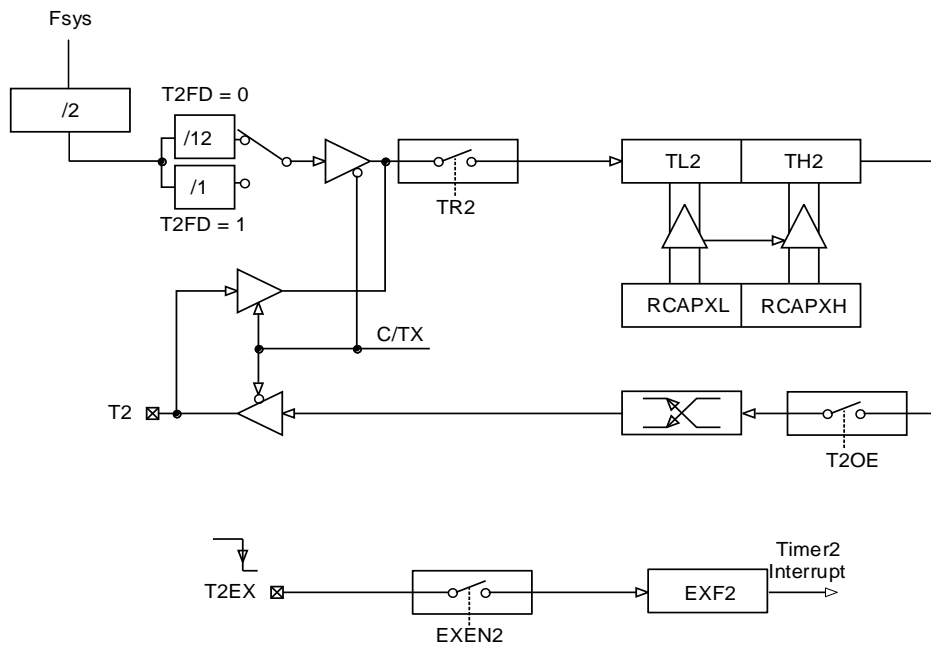 Fsys
/2
T2FD = 0
/12
/1
T2FD = 1
TR2
TL2
TH2
RCAPXL
RCAPXH
C/TX
T2
T2OE
T2EX
EXEN2
EXF2
Timer2
Interrupt